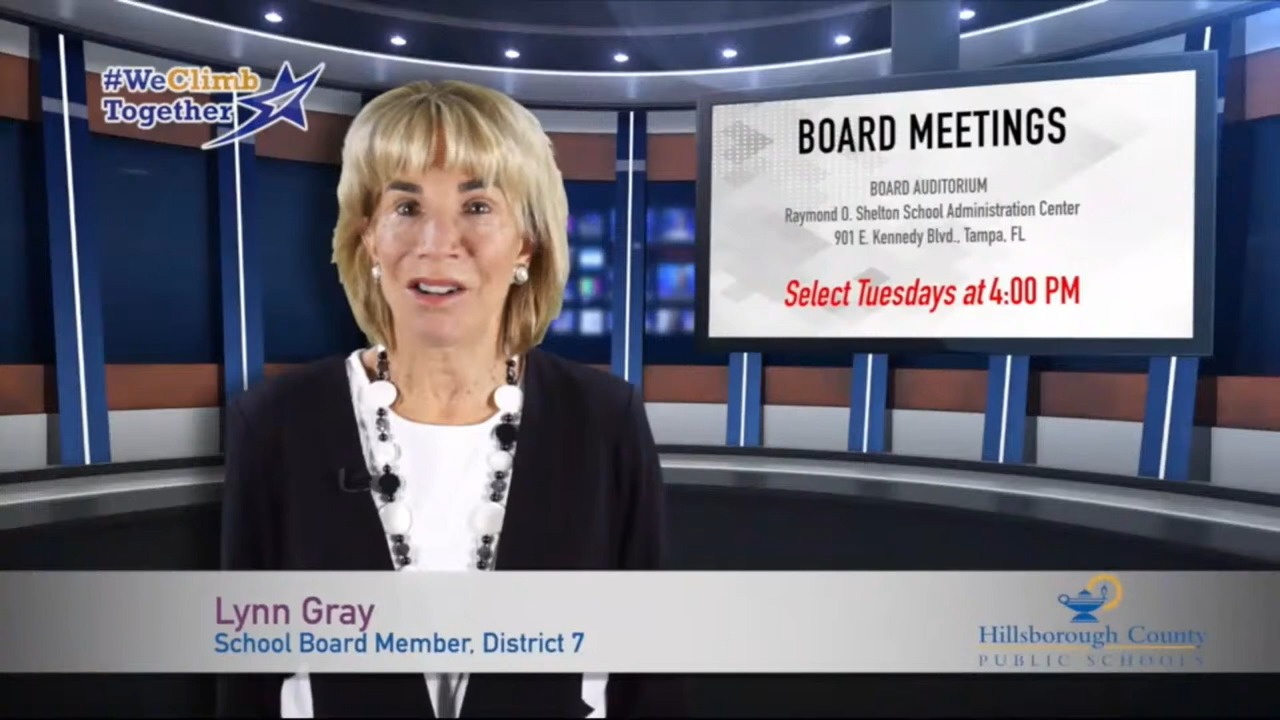 #WeClimb
Together
BOARD MEETINGS
BOARD AUDITORIUM
Raymond O. Shelton School Administration Center
901 E. Kennedy Blvd., Tampa, FL
Select Tuesdays at 4:00 PM
Lynn Gray
School Board Member, District 7
Hillsborough County
PUBLIC SCHOOLS